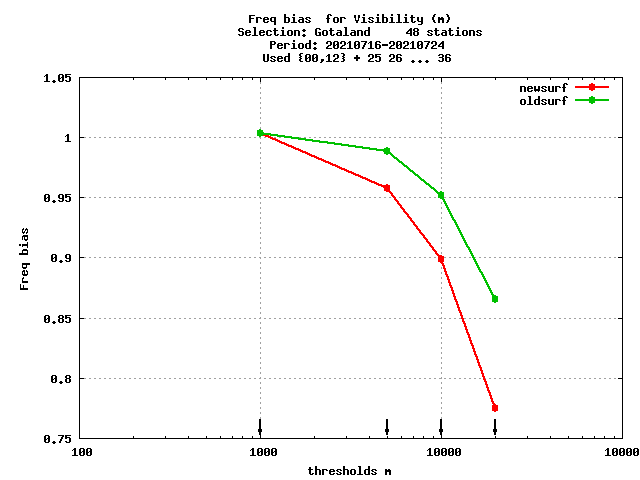 Freq bias  for Visibility (m)
Selection: Gotaland     48 stations
Period: 20210716-20210724
Used {00,12} + 25 26 ... 36
1.05
newsurf
oldsurf
1
0.95
0.9
Freq bias
0.85
0.8
0.75
100
1000
10000
10000
thresholds m